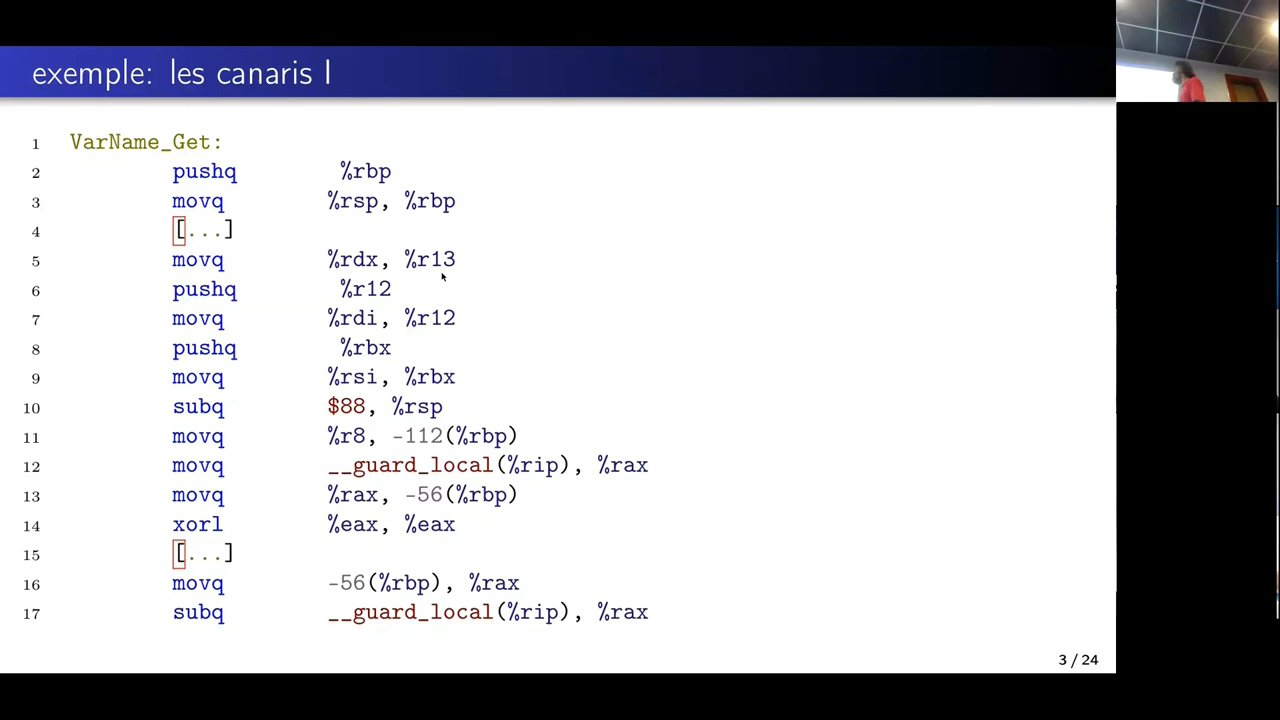 exemple: les canaris I
1 VarName_Get:
2 pushq %rbp
3 movq %rsp, %rbp
4 [...]
5 movq %rdx, %r13
6 pushq %r12
7 movq %rdi, %r12
8 pushq %rbx
9 movq %rsi, %rbx
10 subq $88, %rsp
11 movq %r8, -112(%rbp)
12 movq __guard_local(%rip), %rax
13 movq %rax, -56(%rbp)
14 xorl %eax, %eax
15 [...]
16 movq -56(%rbp), %rax
17 subq __guard_local(%rip), %rax
3 / 24